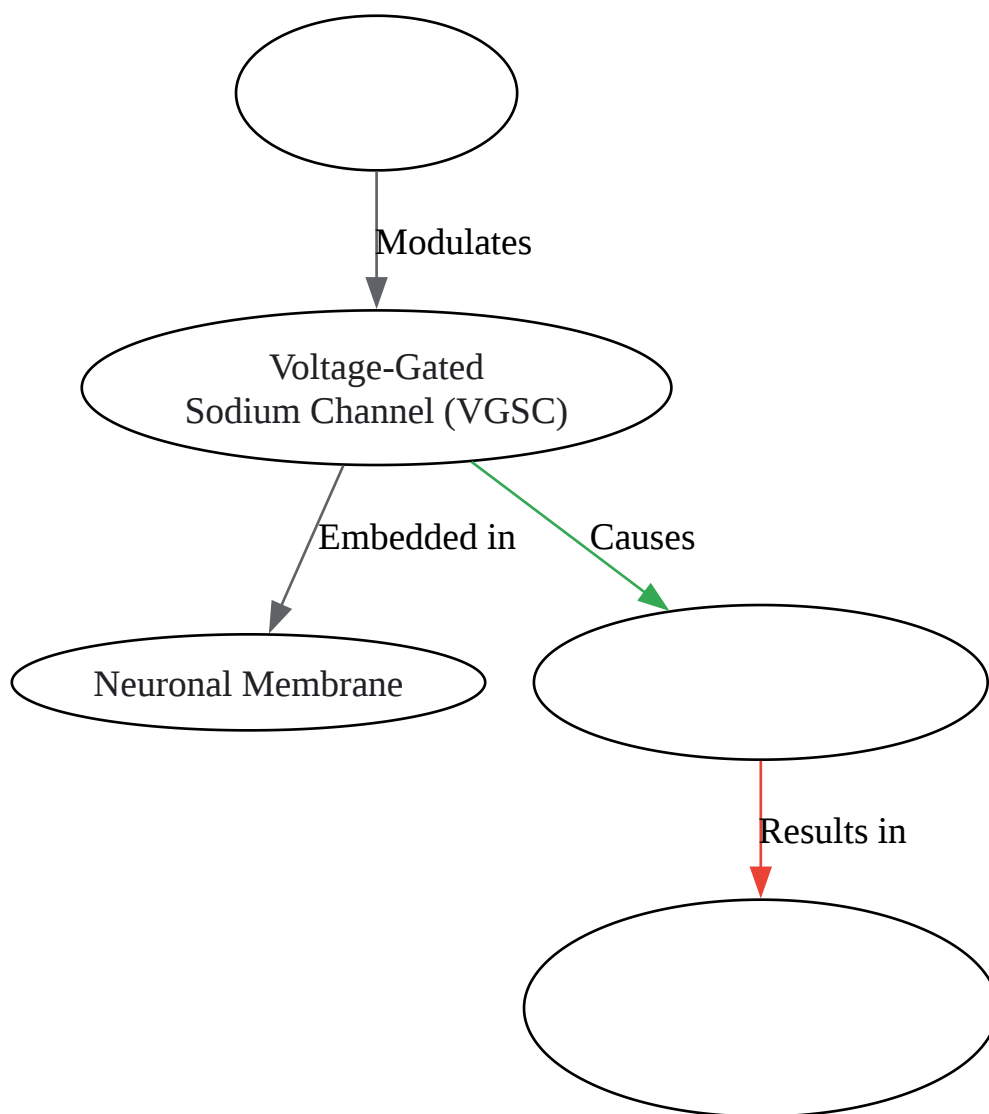 Modulates
Voltage-Gated
Sodium Channel (VGSC)
Embedded in
Causes
Neuronal Membrane
Results in